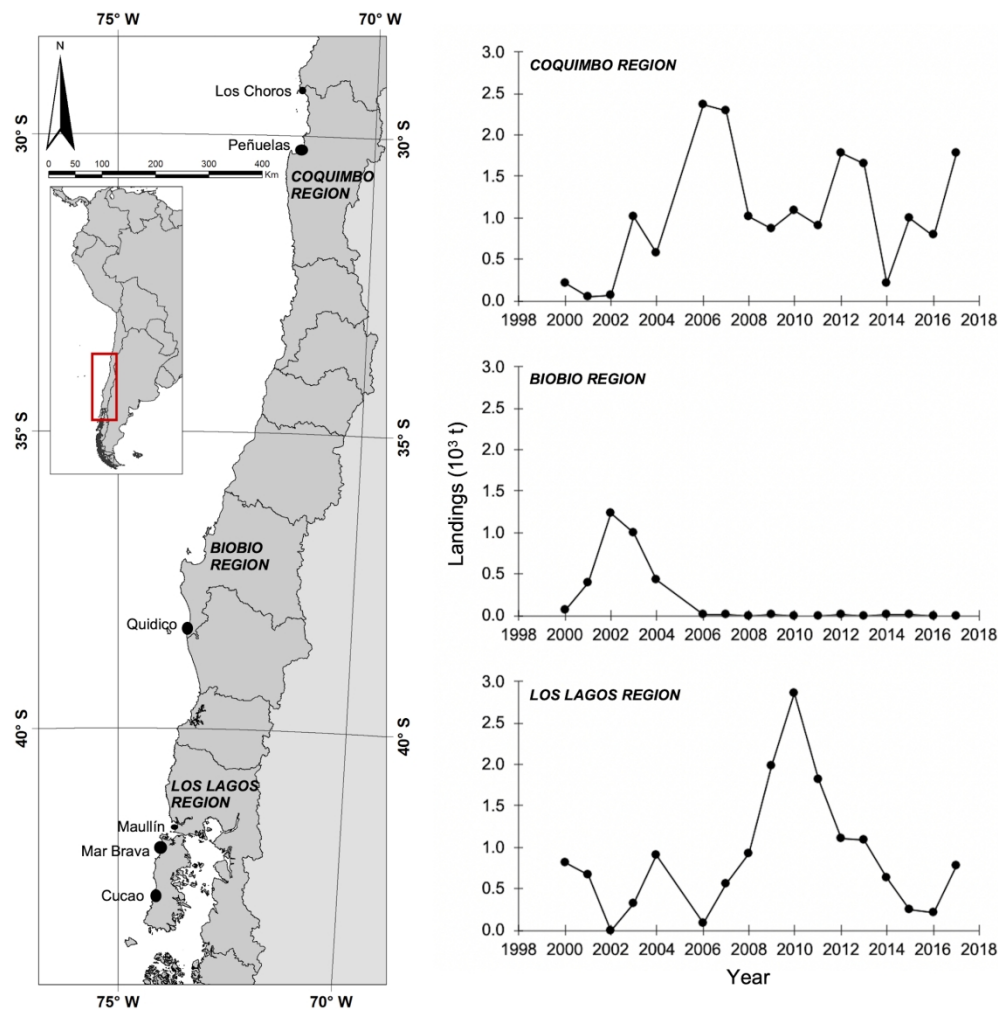 75° W
70° W
N
Los Choros
30° S
30° S
Peñuelas
0 50 100 200 300 400
Km
COQUIMBO
REGION
35° S
35° S
BIOBIO
REGION
Quidico
40° S
40° S
LOS LAGOS
REGION
Maullín
Mar Brava
Cucao
75° W
70° W
COQUIMBO REGION
3.0
2.5
2.0
1.5
1.0
0.5
0.0
1998 2000 2002 2004 2006 2008 2010 2012 2014 2016 2018
BIOBIO REGION
3.0
2.5
2.0
1.5
1.0
0.5
0.0
1998 2000 2002 2004 2006 2008 2010 2012 2014 2016 2018
Landings (10³ t)
LOS LAGOS REGION
3.0
2.5
2.0
1.5
1.0
0.5
0.0
1998 2000 2002 2004 2006 2008 2010 2012 2014 2016 2018
Year